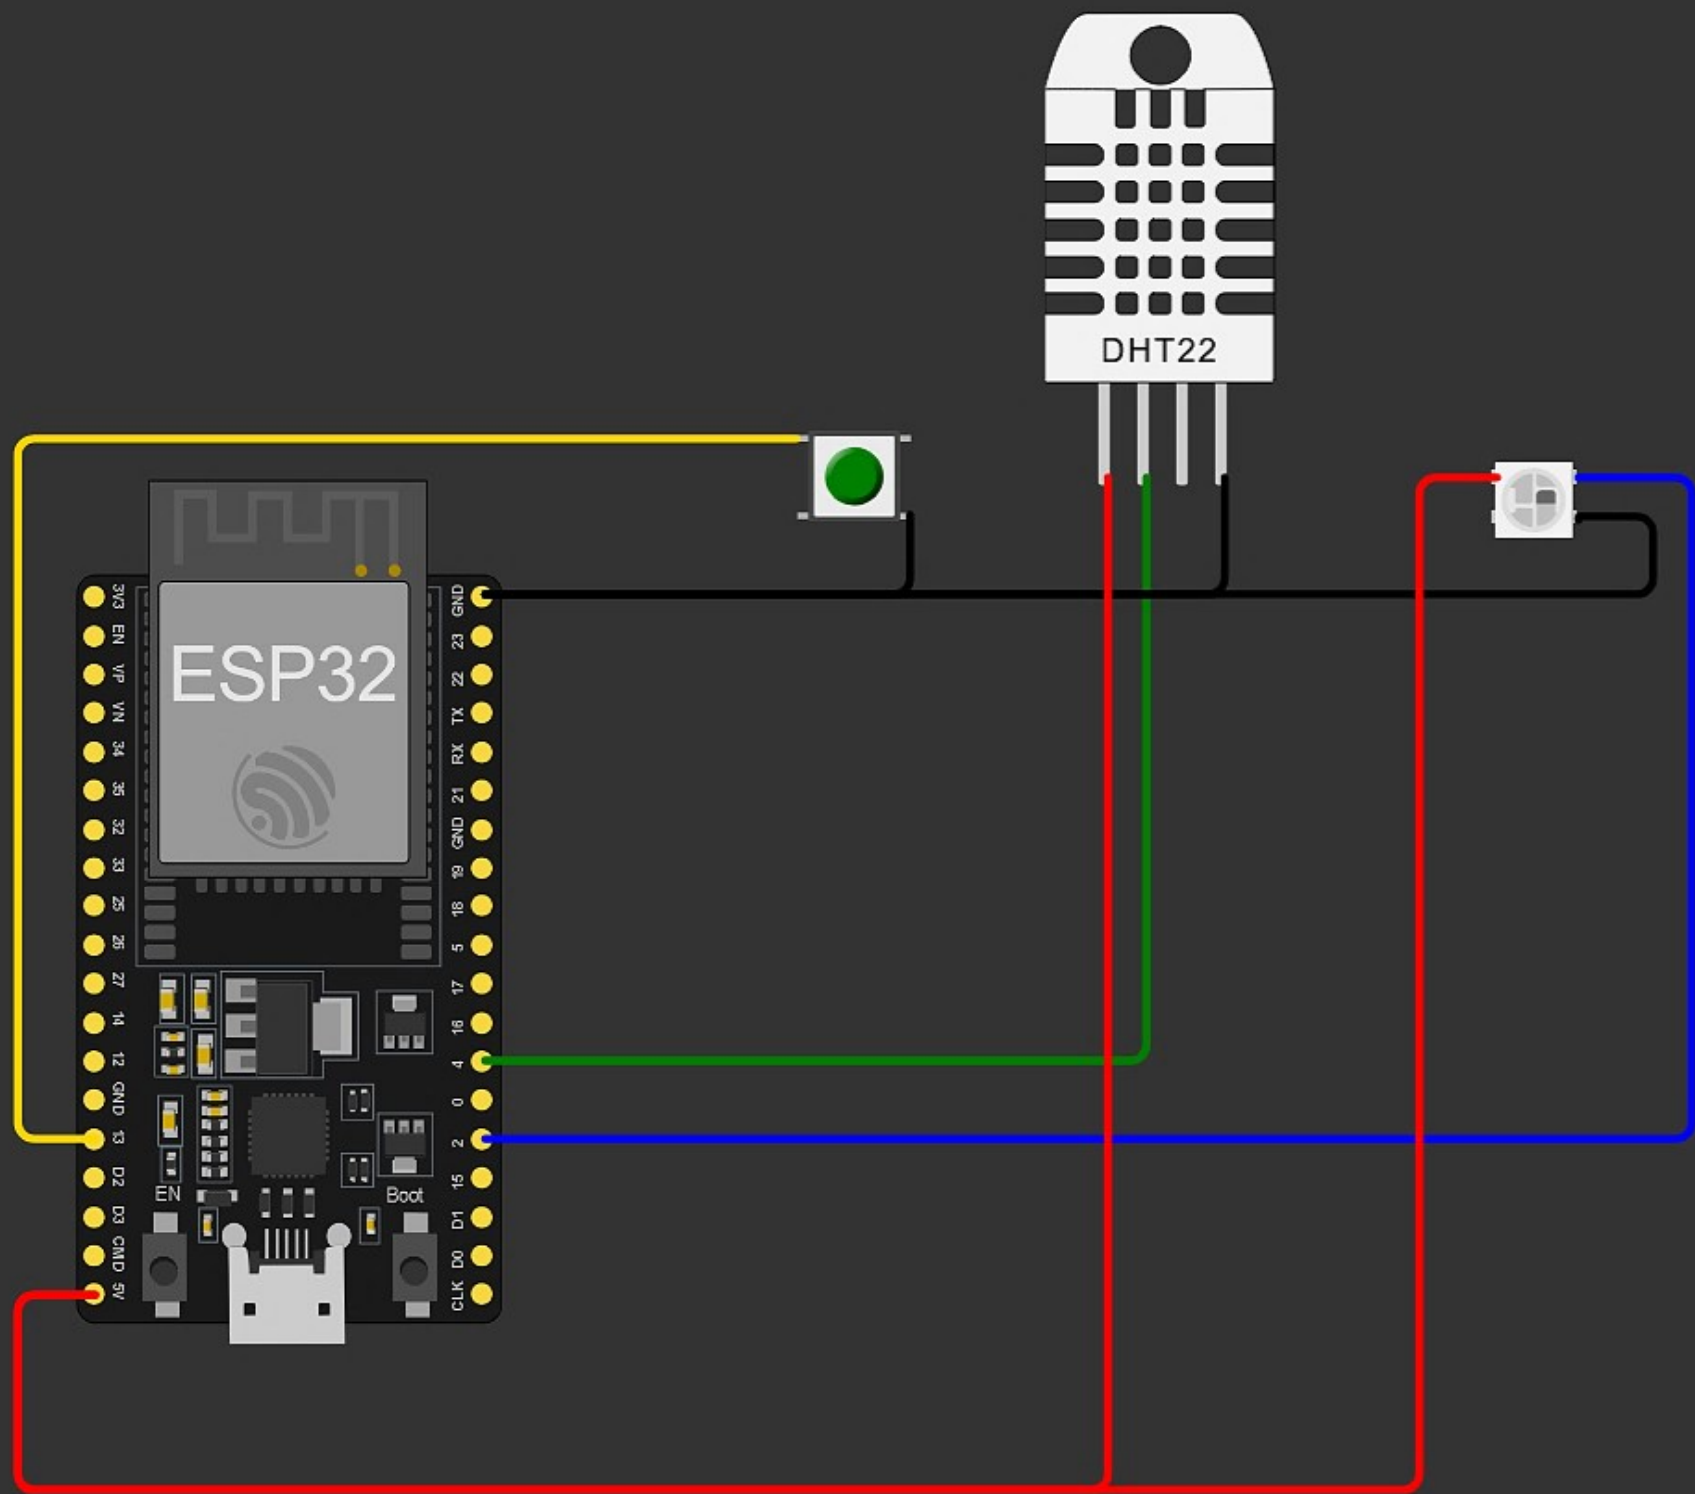 DHT22
ESP32
3V3
EN
VP
VN
34
35
32
33
25
26
27
14
12
GND
13
D2
D3
CMD
5V
GND
23
22
TX
RX
21
GND
19
18
5
17
16
4
0
2
15
D1
D0
CLK
EN
Boot